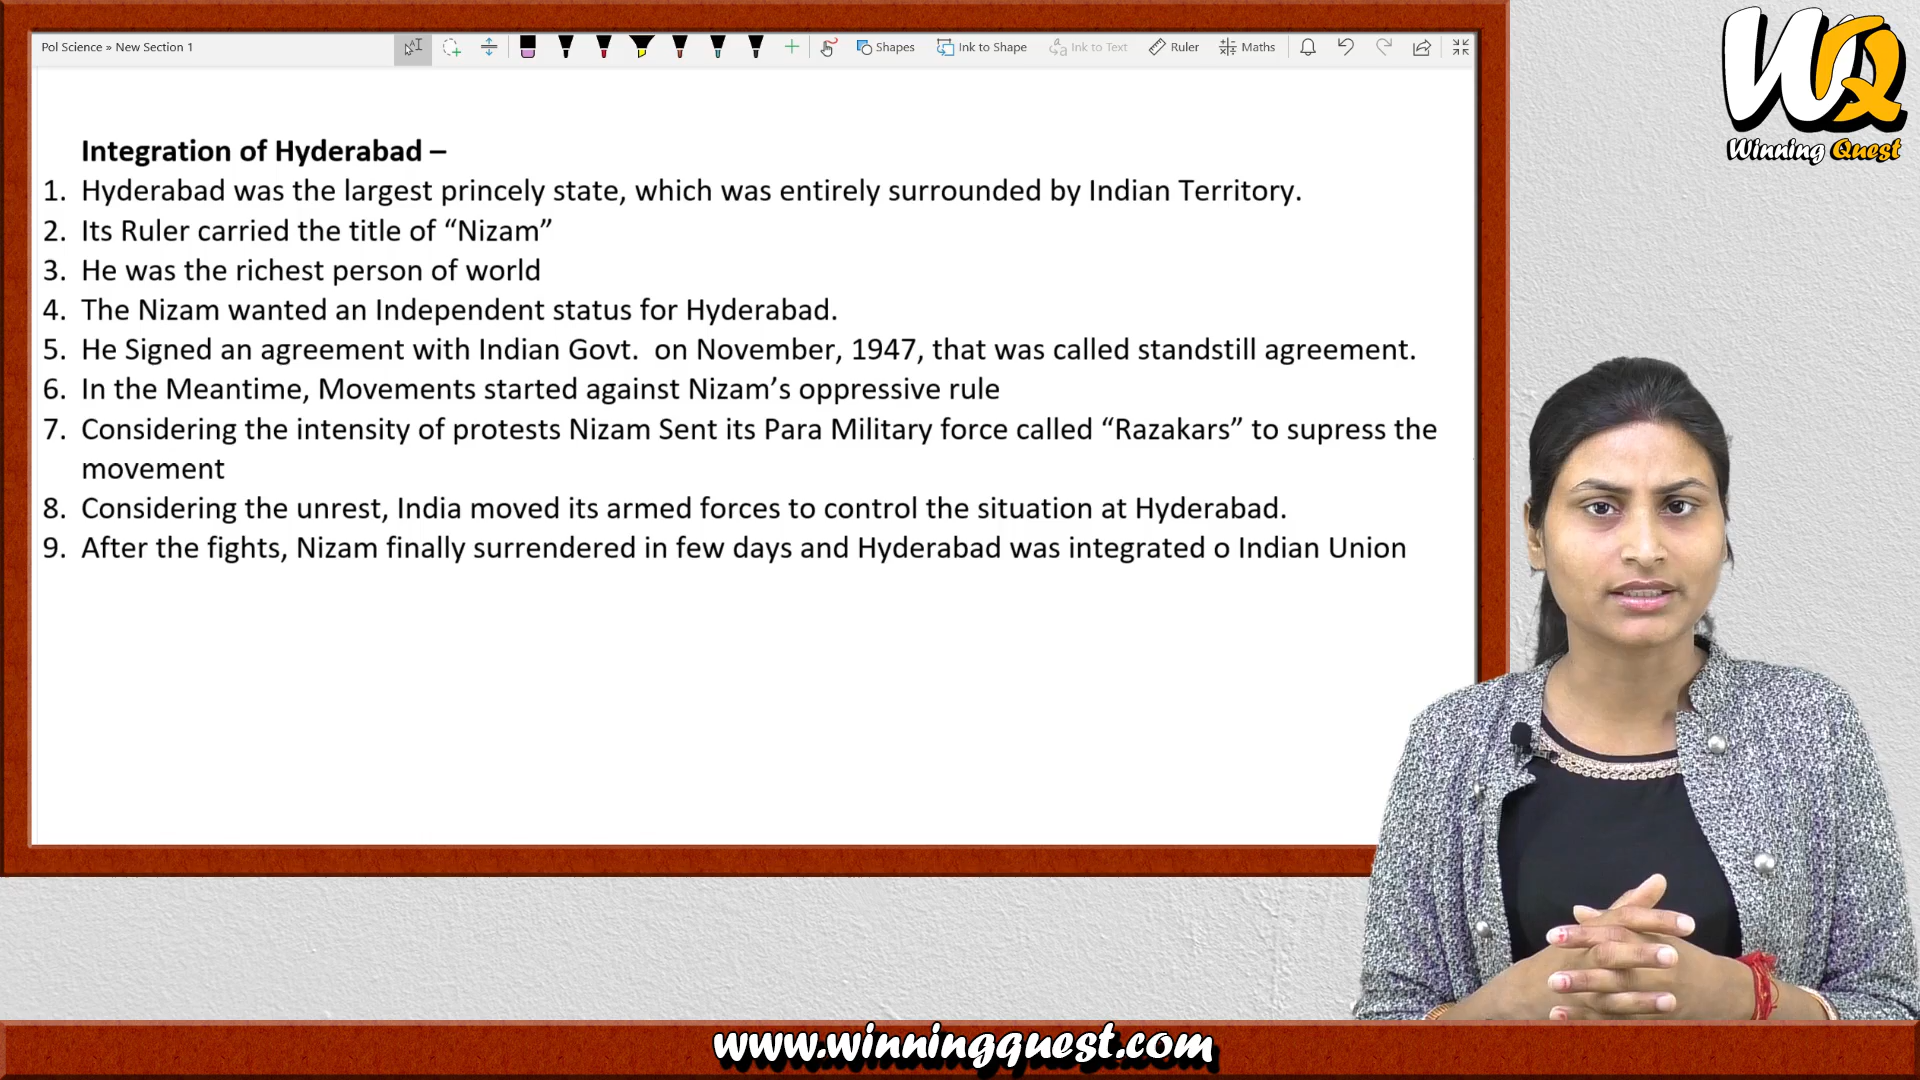 Pol Science » New Section 1
Shapes
Ink to Shape
Ink to Text
Ruler
Maths
WQ
Winning Quest
Integration of Hyderabad –
1. Hyderabad was the largest princely state, which was entirely surrounded by Indian Territory.
2. Its Ruler carried the title of “Nizam”
3. He was the richest person of world
4. The Nizam wanted an Independent status for Hyderabad.
5. He Signed an agreement with Indian Govt.  on November, 1947, that was called standstill agreement.
6. In the Meantime, Movements started against Nizam’s oppressive rule
7. Considering the intensity of protests Nizam Sent its Para Military force called “Razakars” to supress the
movement
8. Considering the unrest, India moved its armed forces to control the situation at Hyderabad.
9. After the fights, Nizam finally surrendered in few days and Hyderabad was integrated o Indian Union
www.winningquest.com